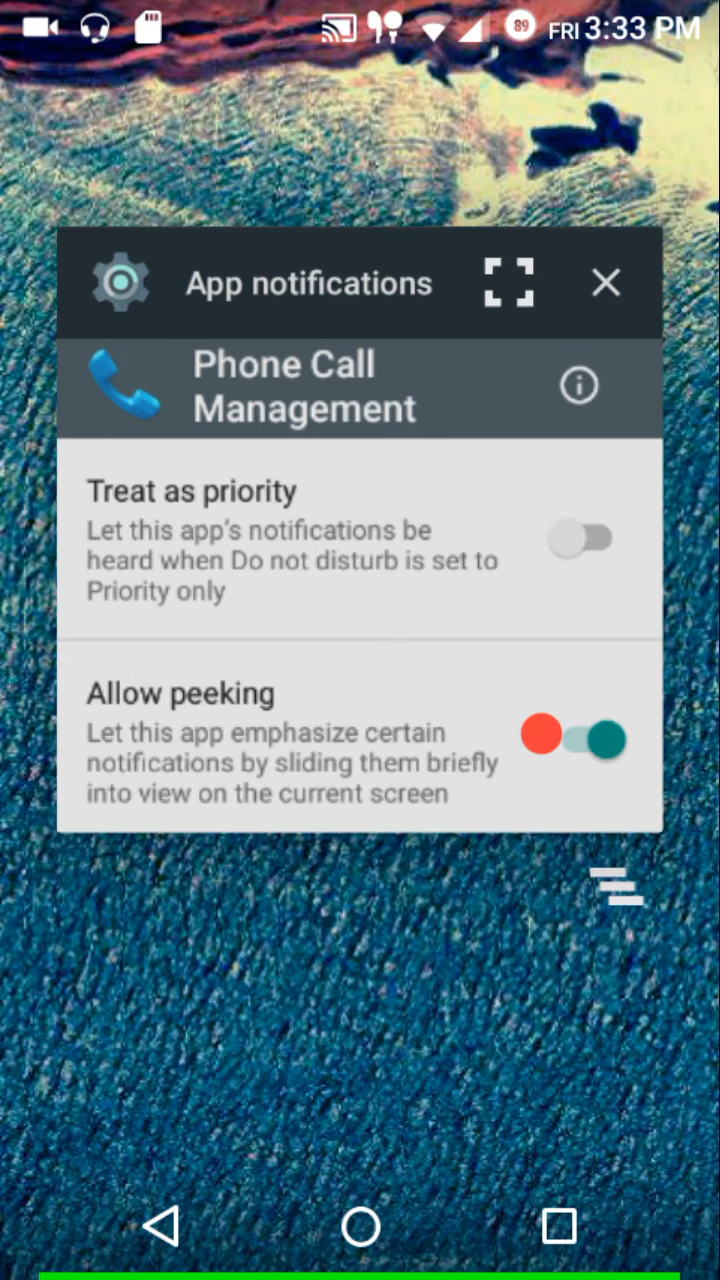 89 FRI 3:33 PM
App notifications
Phone Call
Management
Treat as priority
Let this app's notifications be
heard when Do not disturb is set to
Priority only
Allow peeking
Let this app emphasize certain
notifications by sliding them briefly
into view on the current screen